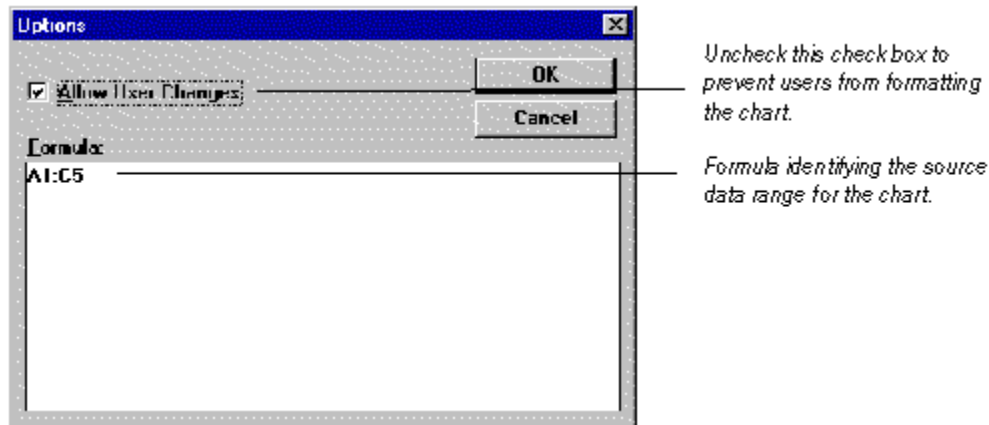 Options
Allow User Changes
OK
Cancel
Formula:
A1:C5
Uncheck this check box to
prevent users from formatting
the chart.
Formula identifying the source
data range for the chart.